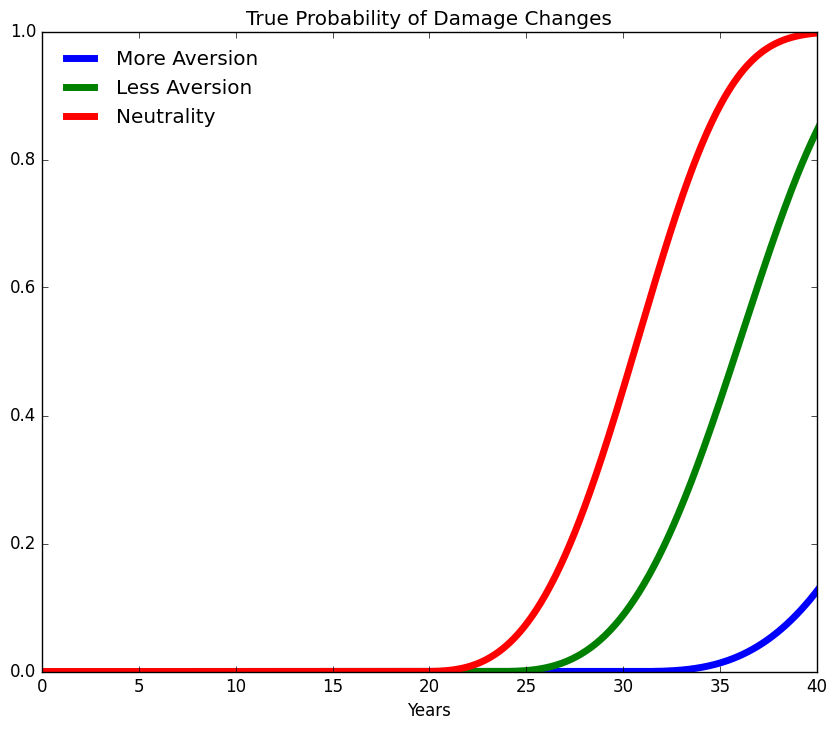 True Probability of Damage Changes
1.0
More Aversion
Less Aversion
Neutrality
0.8
0.6
0.4
0.2
0.0
0 5 10 15 20 25 30 35 40
Years